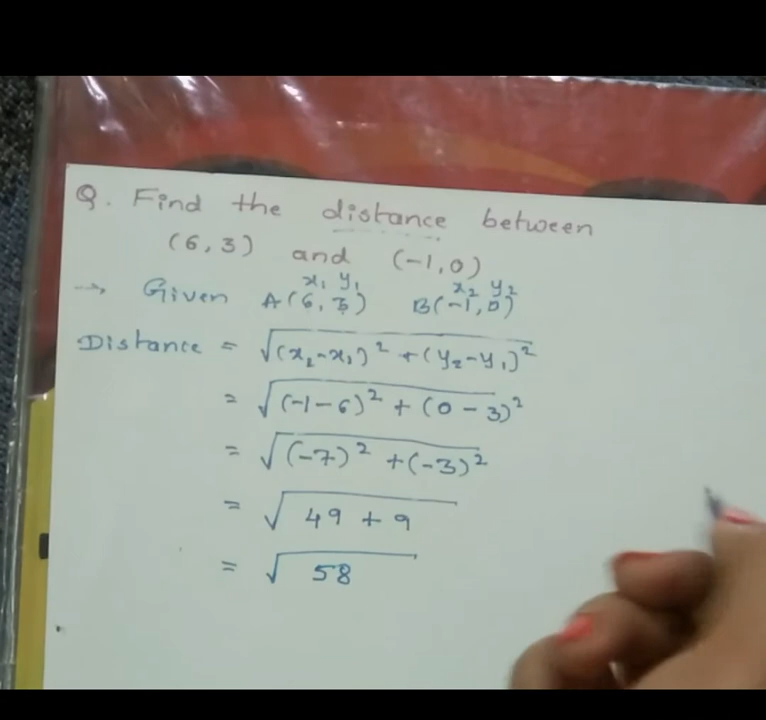 Q. Find the distance between
(6,3) and (-1,0)
x₁ y₁ x₂ y₂
→ Given A(6,3) B(-1,0)
Distance = √(x₂-x₁)² + (y₂-y₁)²
= √(-1-6)² + (0-3)²
= √(-7)² + (-3)²
= √49 + 9
= √58